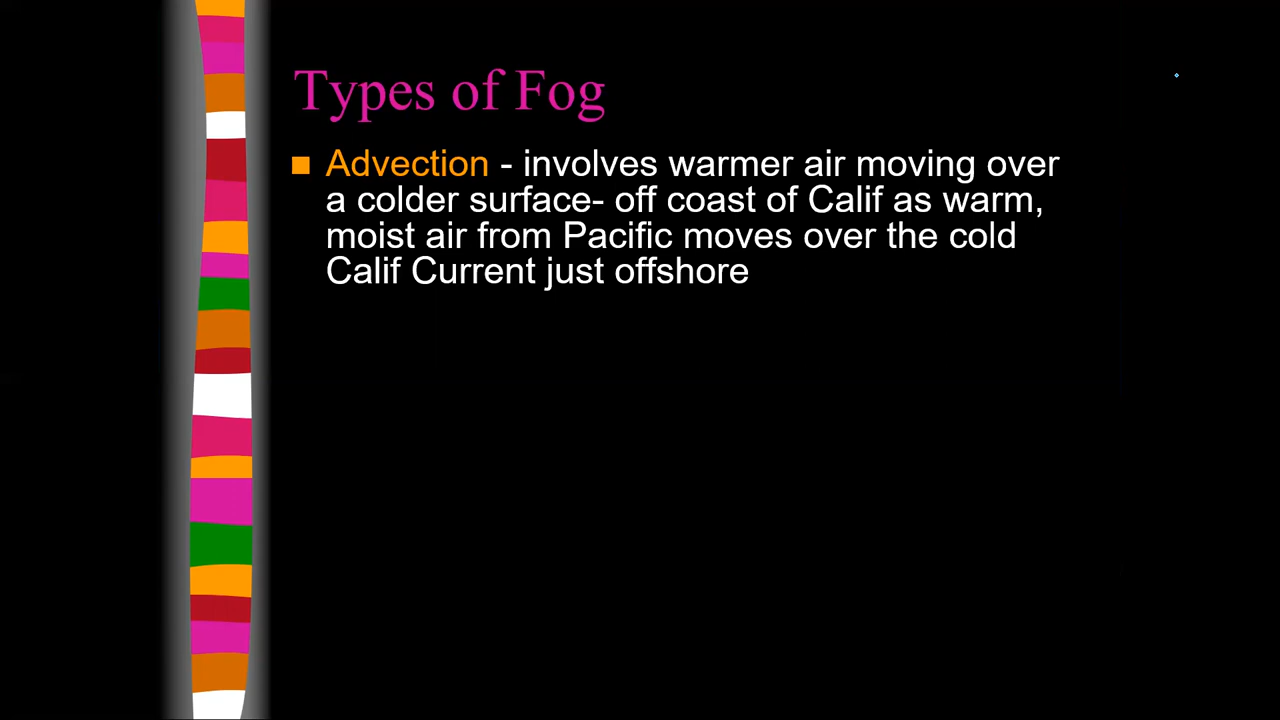 Types of Fog
Advection - involves warmer air moving over
a colder surface- off coast of Calif as warm,
moist air from Pacific moves over the cold
Calif Current just offshore